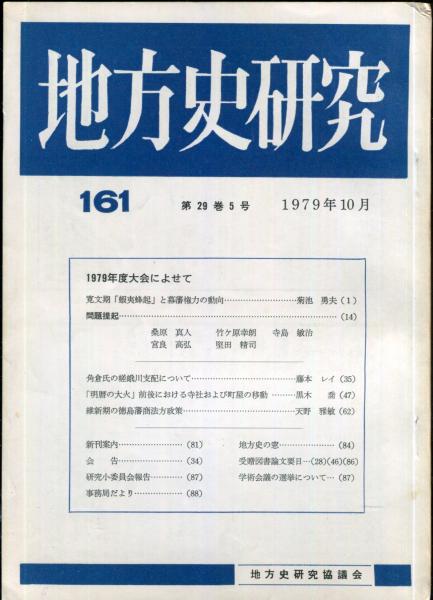 地方史研究
161 第29巻5号 1979年10月
1979年度大会によせて
寛文期「蝦夷蜂起」と幕藩権力の動向…………………菊池 勇夫(1)
問題提起……………………………………………………(14)
桑原 真人 竹ケ原幸朗 寺島 敏治
宮良 高弘 堅田 精司
角倉氏の嵯峨川支配について…………………………藤本 レイ(35)
「明暦の大火」前後における寺社および町屋の移動………黒木 喬(47)
維新期の徳島藩商法方政策……………………………天野 雅敏(62)
新刊案内………………(81) 地方史の窓………………(84)
会 告………………(34) 受贈図書論文要目…(28)(46)(86)
研究小委員会報告…………(87) 学術会議の選挙について…(87)
事務局だより………………(88)
地方史研究協議会